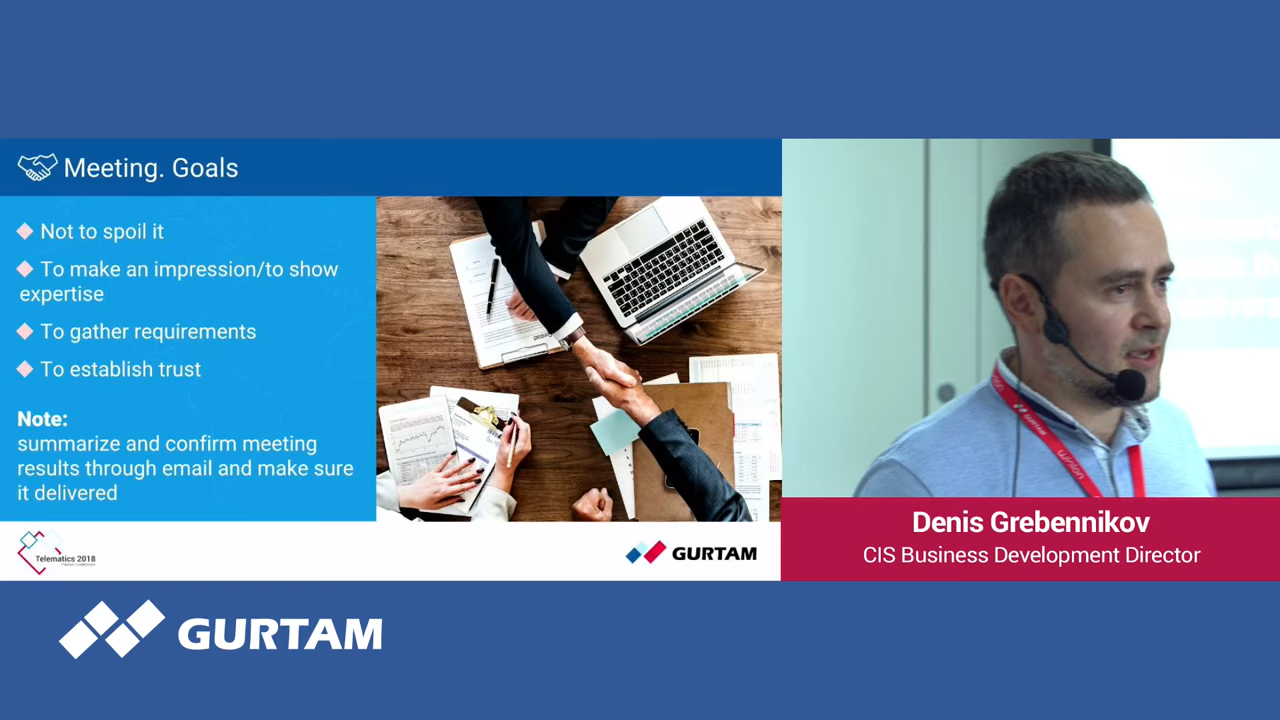 Meeting. Goals
Not to spoil it
To make an impression/to show
expertise
To gather requirements
To establish trust
Note:
summarize and confirm meeting
results through email and make sure
it delivered
Telematics 2018
GURTAM
GURTAM
wialon
Denis Grebennikov
CIS Business Development Director
GURTAM